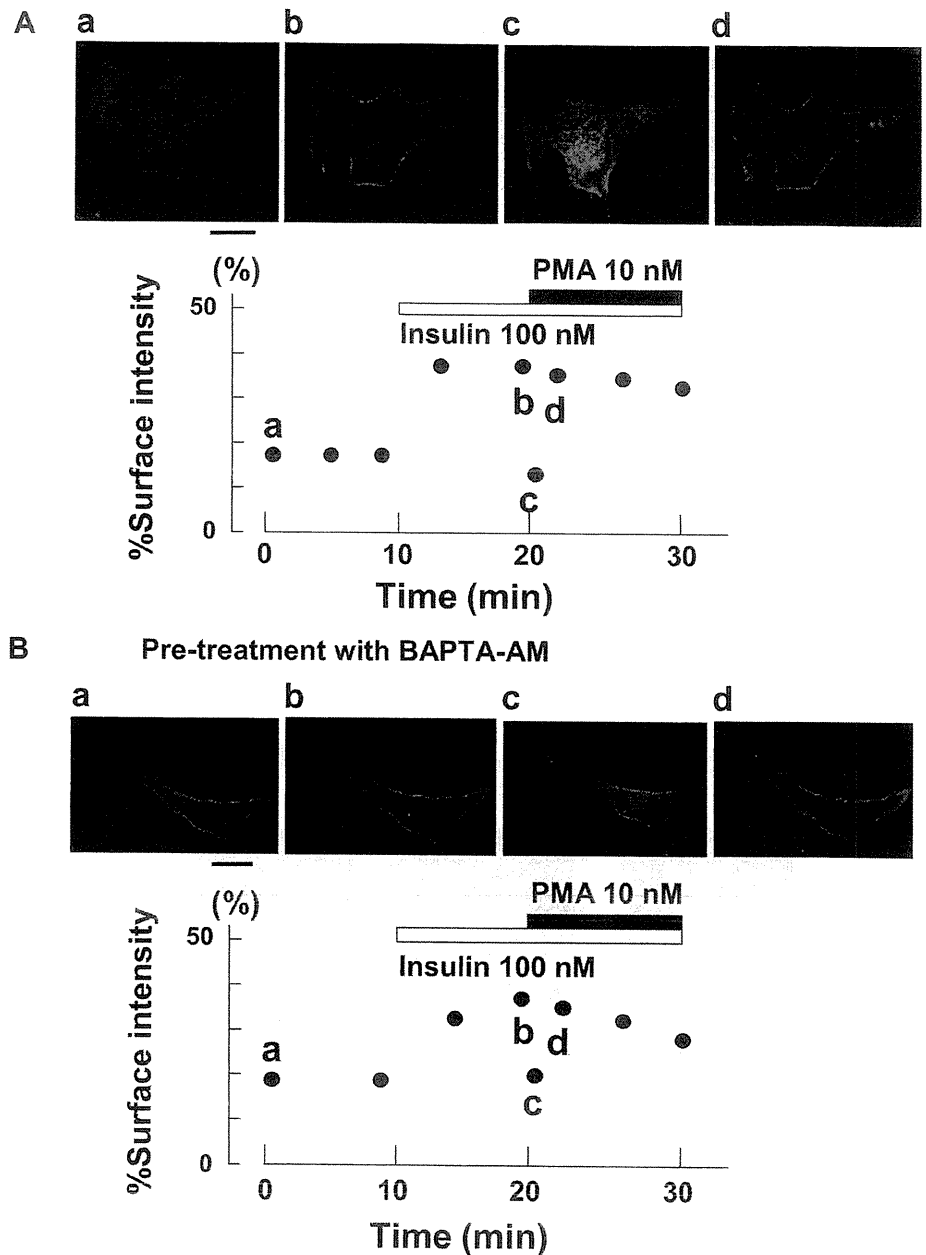 A
a b c d
(%)
PMA 10 nM
50
Insulin 100 nM
%Surface intensity
a
b d
c
0
0 10 20 30
Time (min)
B Pre-treatment with BAPTA-AM
a b c d
(%)
PMA 10 nM
50
Insulin 100 nM
%Surface intensity
a
b d
c
0
0 10 20 30
Time (min)